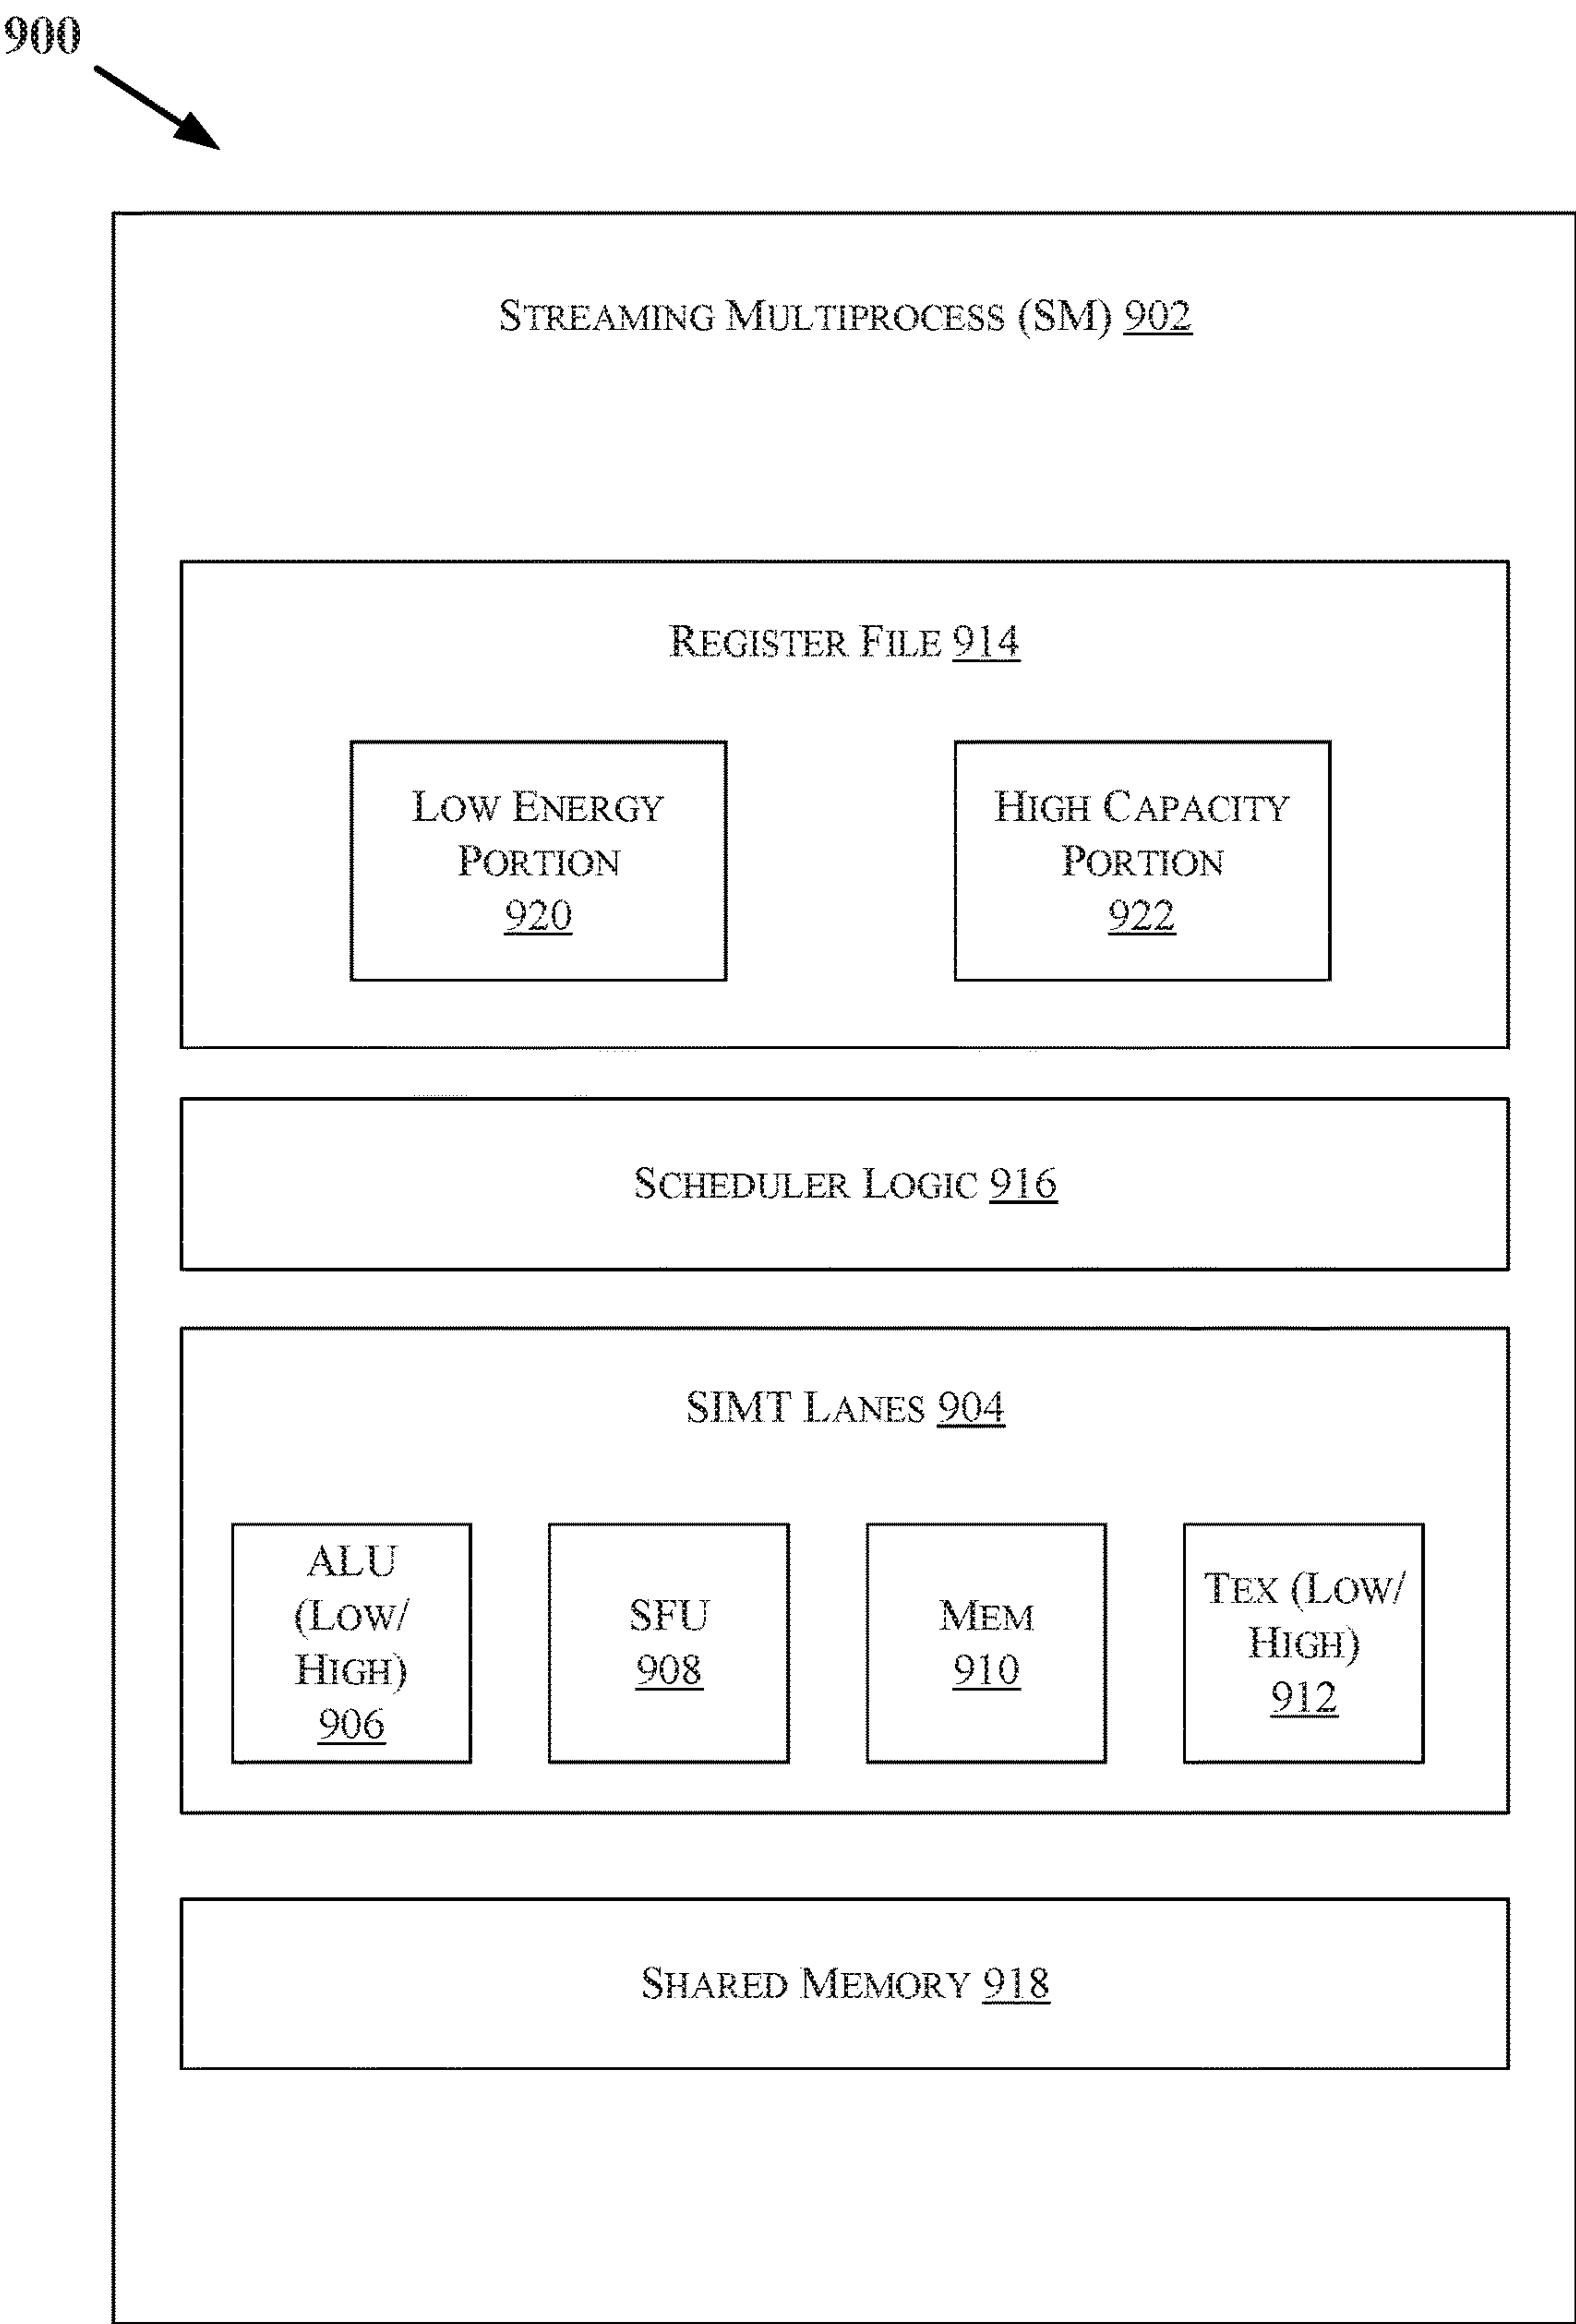 900
STREAMING MULTIPROCESS (SM) 902
REGISTER FILE 914
LOW ENERGY
PORTION
920
HIGH CAPACITY
PORTION
922
SCHEDULER LOGIC 916
SIMT LANES 904
ALU
(LOW/
HIGH)
906
SFU
908
MEM
910
TEX (LOW/
HIGH)
912
SHARED MEMORY 918